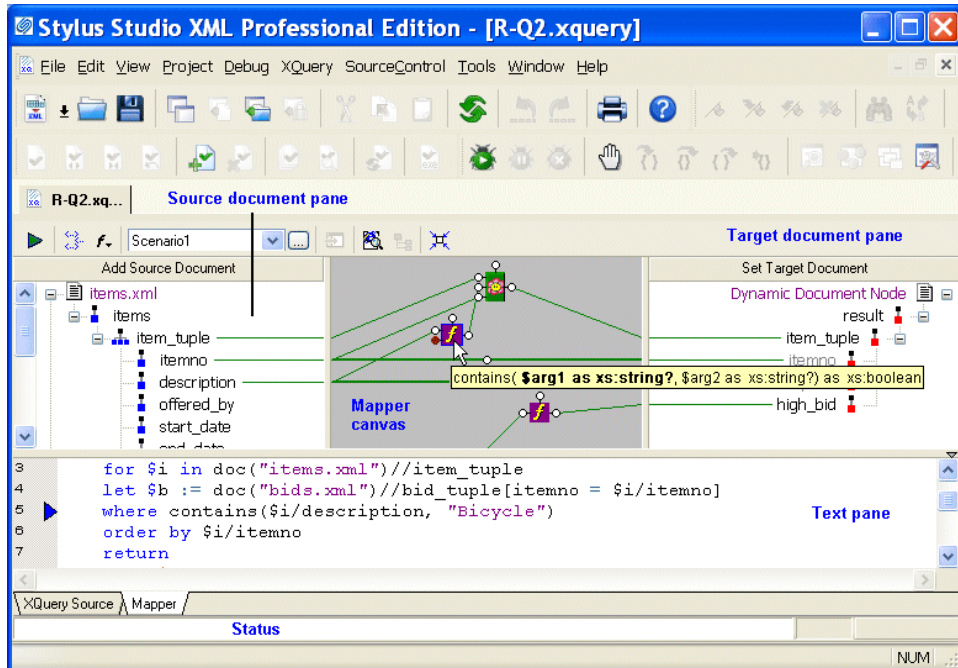 Stylus Studio XML Professional Edition - [R-Q2.xquery]
File Edit View Project Debug XQuery SourceControl Tools Window Help
XML
R-Q2.xq...
Source document pane
Scenario1
Target document pane
Add Source Document
Set Target Document
items.xml
Dynamic Document Node
items
result
item_tuple
item_tuple
itemno
itemno
description
contains( $arg1 as xs:string?, $arg2 as xs:string?) as xs:boolean
offered_by
Mapper canvas
high_bid
start_date
end_date
3 for $i in doc("items.xml")//item_tuple
4 let $b := doc("bids.xml")//bid_tuple[itemno = $i/itemno]
5 where contains($i/description, "Bicycle")
Text pane
6 order by $i/itemno
7 return
XQuery Source
Mapper
Status
NUM